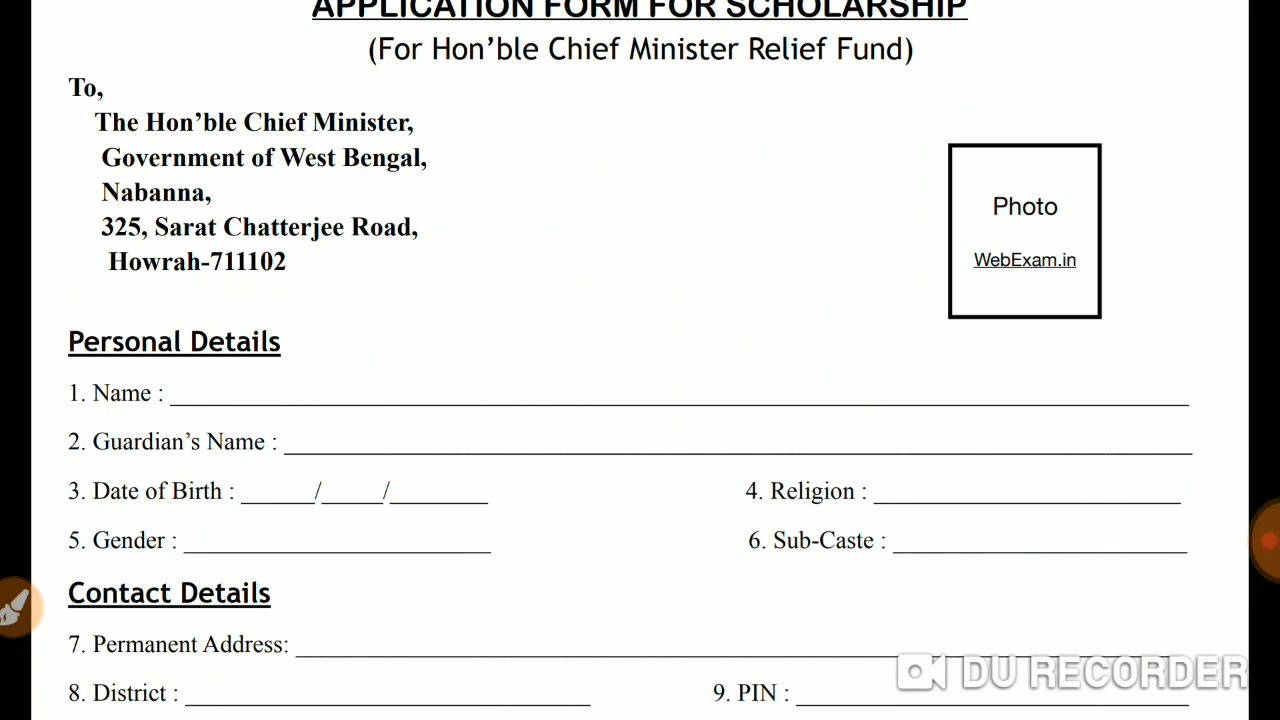 APPLICATION FORM FOR SCHOLARSHIP
(For Hon’ble Chief Minister Relief Fund)
To,
The Hon’ble Chief Minister,
Government of West Bengal,
Nabanna,
325, Sarat Chatterjee Road,
Howrah-711102
Photo
WebExam.in
Personal Details
1. Name :
2. Guardian’s Name :
3. Date of Birth : / / 4. Religion :
5. Gender : 6. Sub-Caste :
Contact Details
7. Permanent Address:
8. District : 9. PIN :
DU RECORDER